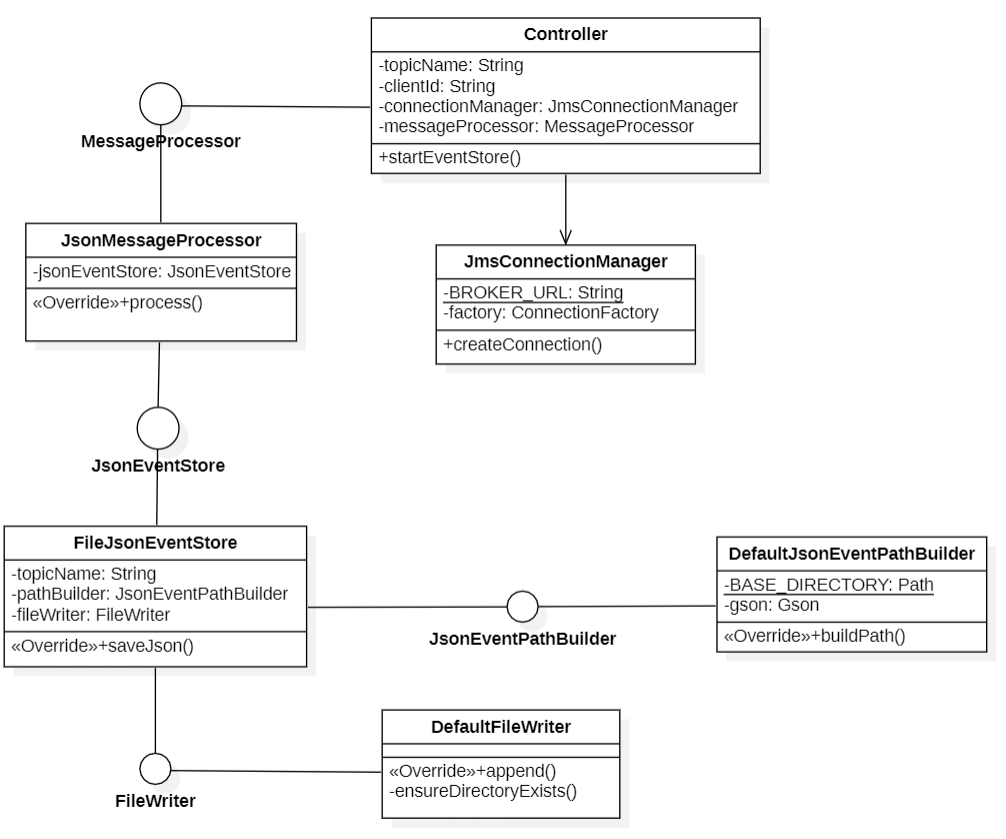 Controller
-topicName: String
-clientId: String
-connectionManager: JmsConnectionManager
-messageProcessor: MessageProcessor
+startEventStore()
MessageProcessor
JsonMessageProcessor
-jsonEventStore: JsonEventStore
«Override»+process()
JmsConnectionManager
-BROKER_URL: String
-factory: ConnectionFactory
+createConnection()
JsonEventStore
FileJsonEventStore
-topicName: String
-pathBuilder: JsonEventPathBuilder
-fileWriter: FileWriter
«Override»+saveJson()
JsonEventPathBuilder
DefaultJsonEventPathBuilder
-BASE_DIRECTORY: Path
-gson: Gson
«Override»+buildPath()
FileWriter
DefaultFileWriter
«Override»+append()
-ensureDirectoryExists()